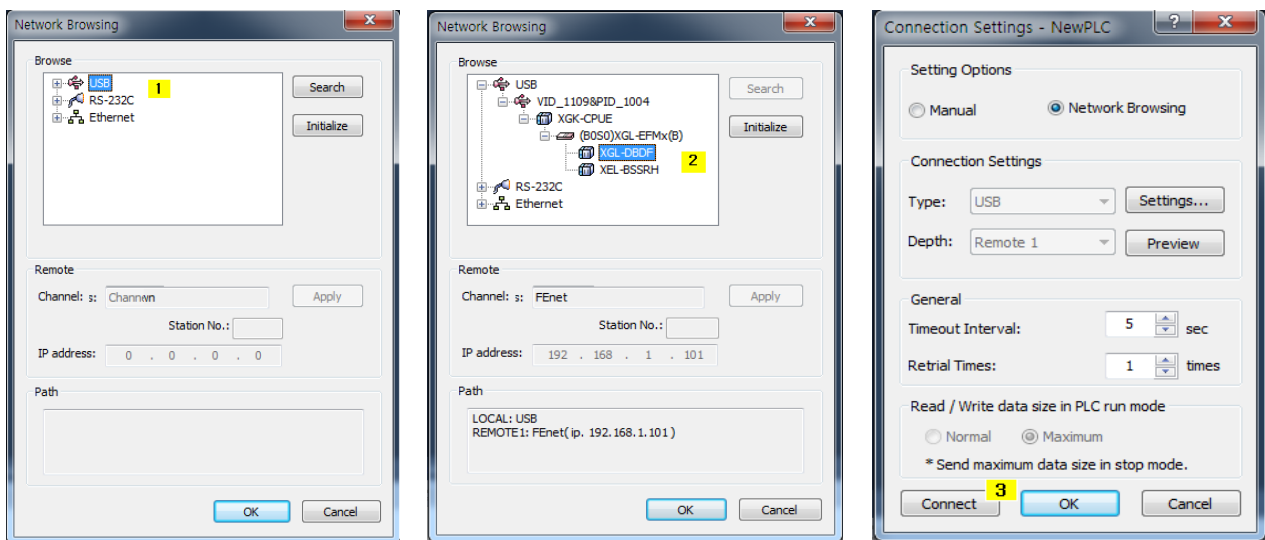 Network Browsing
Browse
USB
1
RS-232C
Ethernet
Search
Initialize
Remote
Channel: s:
Channwn
Apply
Station No.:
IP address:
0 . 0 . 0 . 0
Path
OK
Cancel
Network Browsing
Browse
USB
VID_1109&PID_1004
XGK-CPUE
(B0S0)XGL-EFMx(B)
XGL-DBDF
2
XEL-BSSRH
RS-232C
Ethernet
Search
Initialize
Remote
Channel: s:
FEnet
Apply
Station No.:
IP address:
192 . 168 . 1 . 101
Path
LOCAL: USB
REMOTE1: FEnet(ip. 192.168.1.101)
OK
Cancel
Connection Settings - NewPLC
?
Setting Options
Manual
Network Browsing
Connection Settings
Type:
USB
Settings...
Depth:
Remote 1
Preview
General
Timeout Interval:
5
sec
Retrial Times:
1
times
Read / Write data size in PLC run mode
Normal
Maximum
* Send maximum data size in stop mode.
3
Connect
OK
Cancel